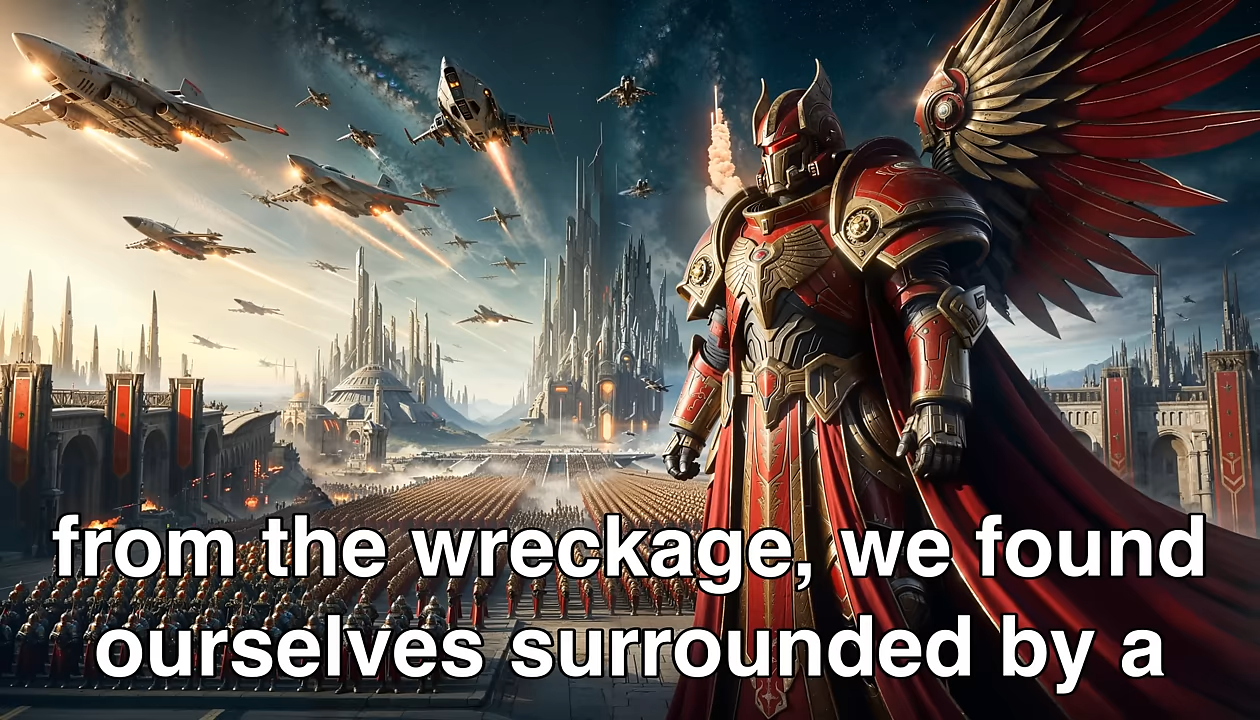 from the wreckage, we found
ourselves surrounded by a